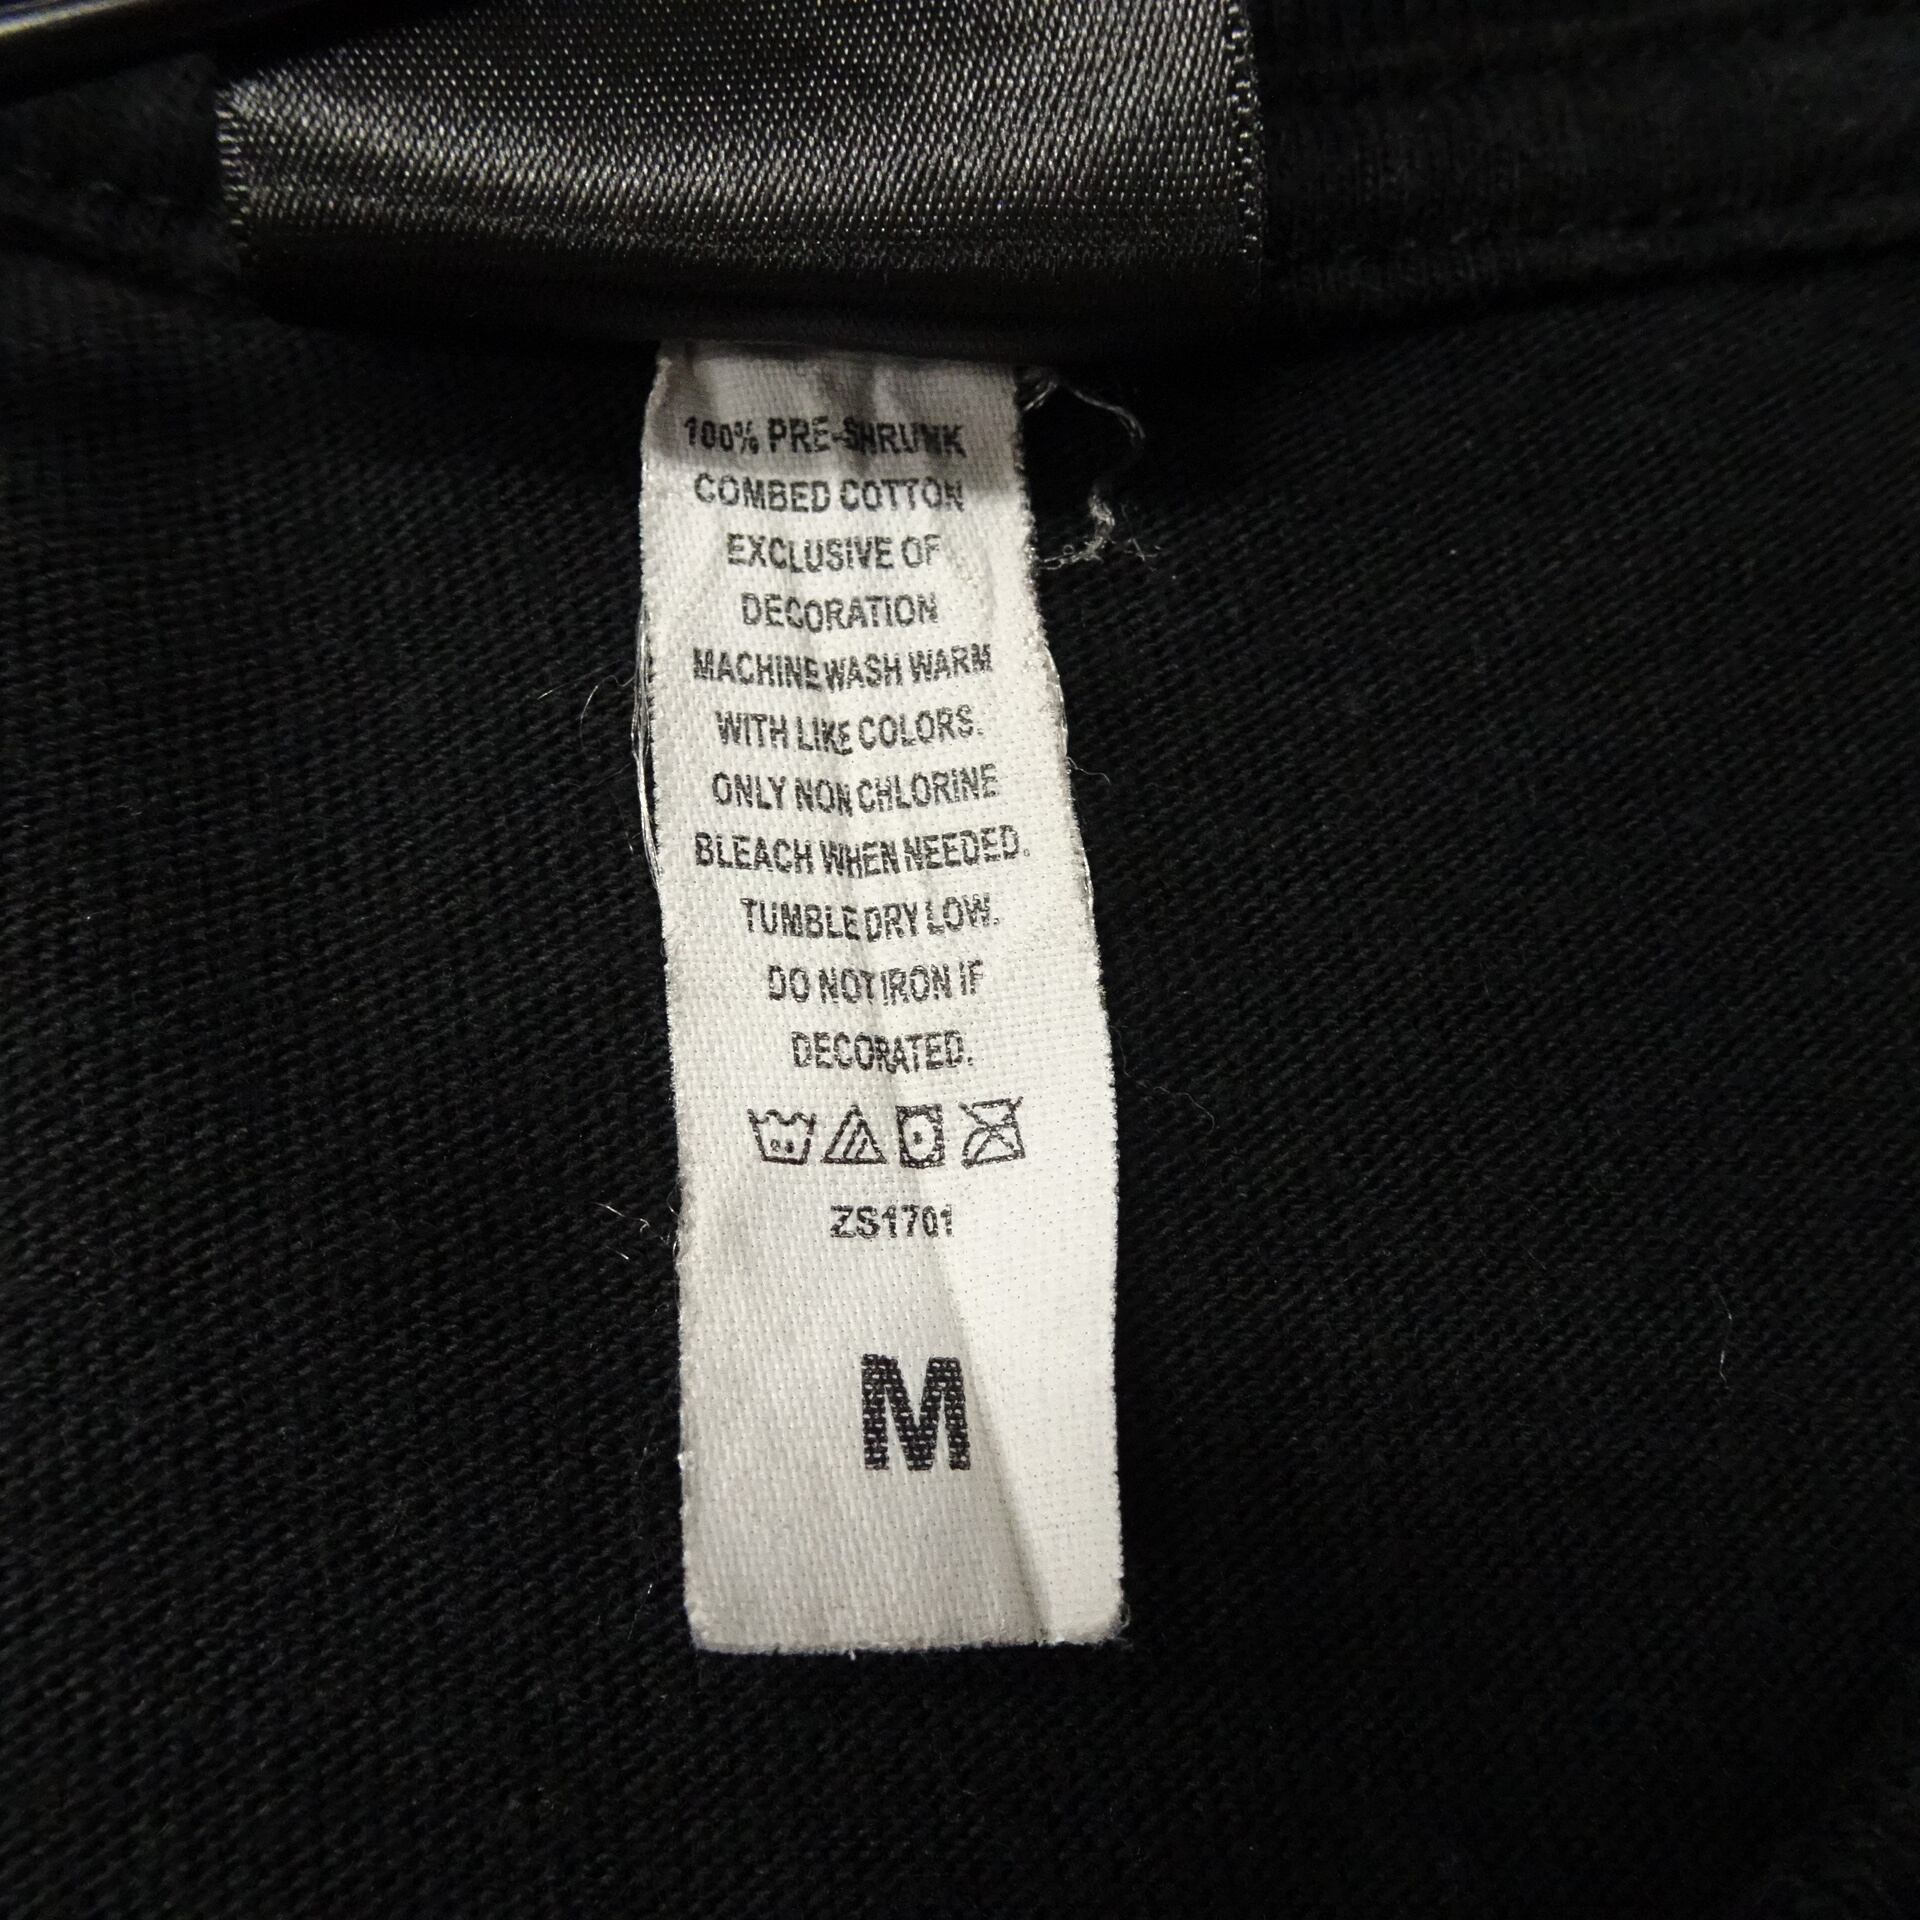 100% PRE-SHRUNK
COMBED COTTON
EXCLUSIVE OF
DECORATION
MACHINE WASH WARM
WITH LIKE COLORS.
ONLY NON CHLORINE
BLEACH WHEN NEEDED.
TUMBLE DRY LOW.
DO NOT IRON IF
DECORATED.
ZS1701
M